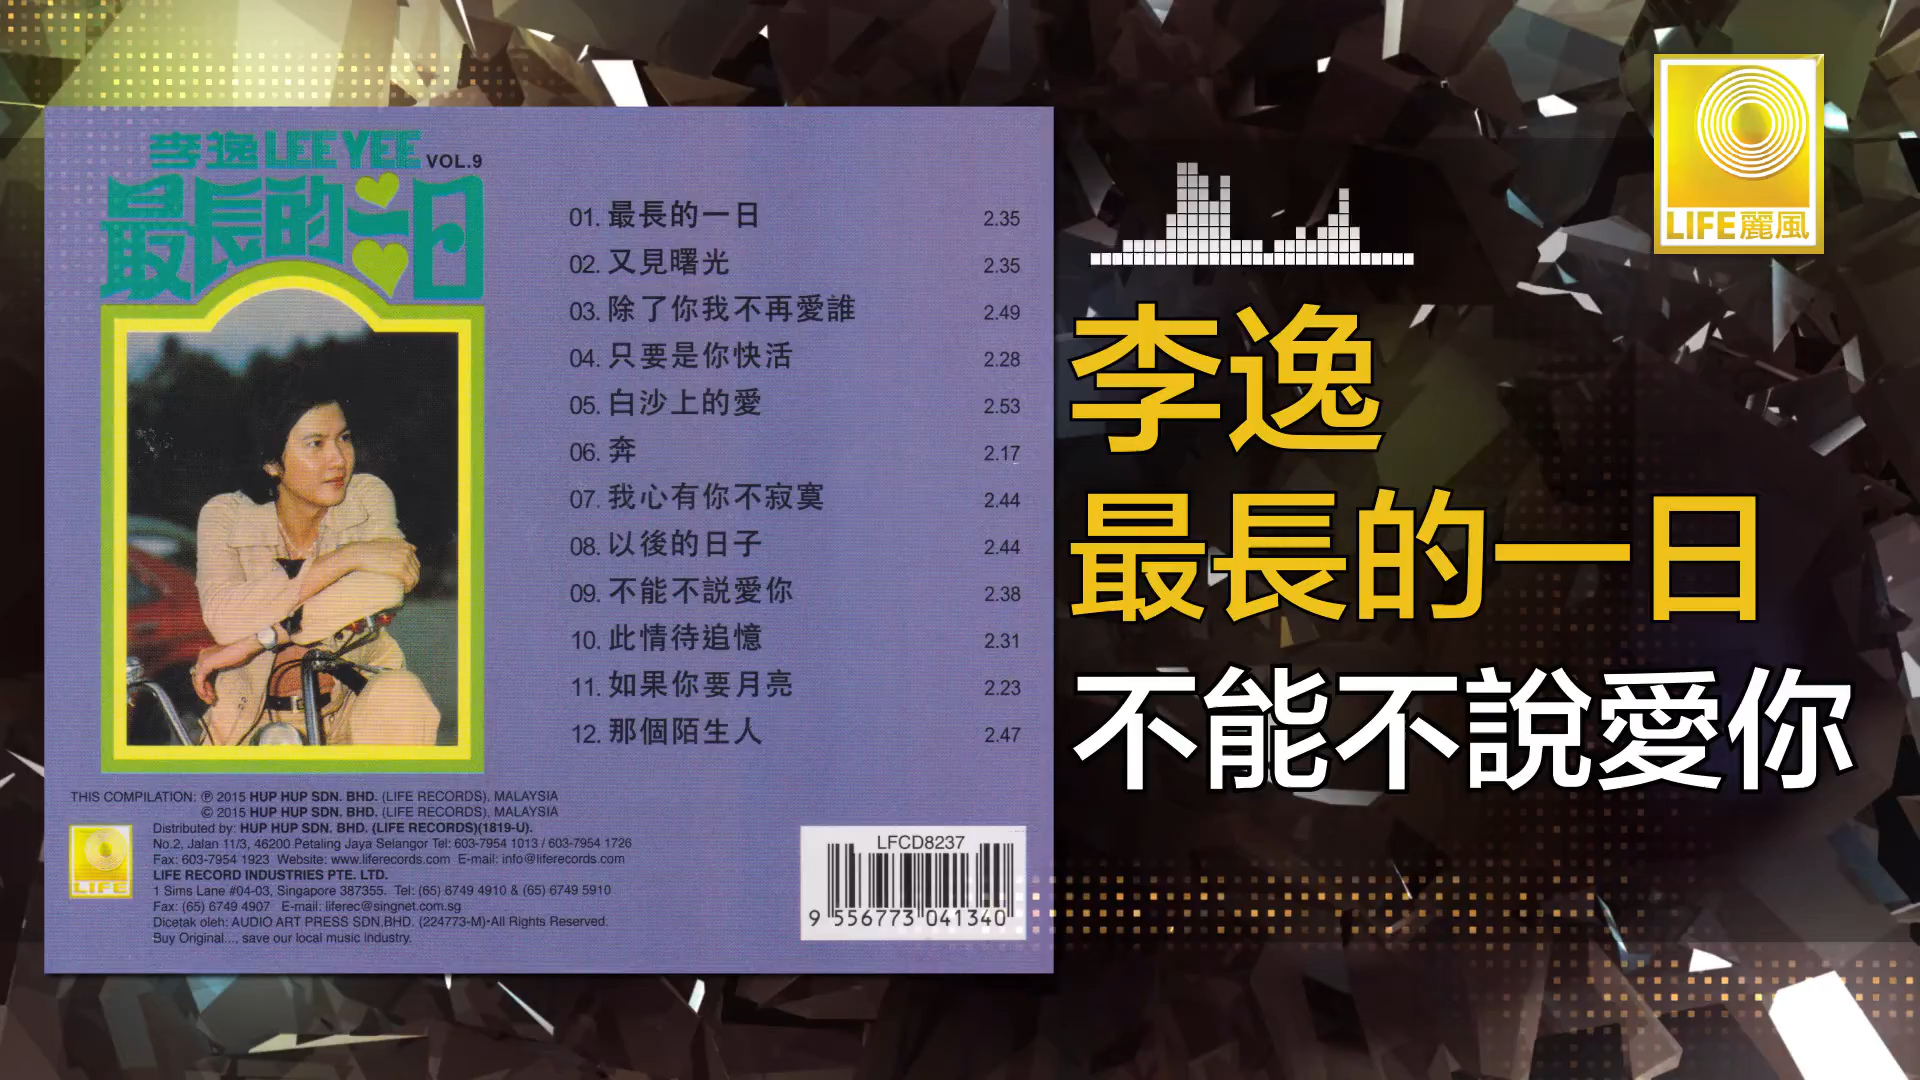 李逸 LEE YEE VOL.9
最長的一日
01. 最長的一日 2.35
02. 又見曙光 2.35
03. 除了你我不再愛誰 2.49
04. 只要是你快活 2.28
05. 白沙上的愛 2.53
06. 奔 2.17
07. 我心有你不寂寞 2.44
08. 以後的日子 2.44
09. 不能不説愛你 2.38
10. 此情待追憶 2.31
11. 如果你要月亮 2.23
12. 那個陌生人 2.47
THIS COMPILATION: ℗ 2015 HUP HUP SDN. BHD. (LIFE RECORDS), MALAYSIA
© 2015 HUP HUP SDN. BHD. (LIFE RECORDS), MALAYSIA
Distributed by: HUP HUP SDN. BHD. (LIFE RECORDS)(1819-U).
No.2, Jalan 11/3, 46200 Petaling Jaya Selangor Tel: 603-7954 1013 / 603-7954 1726
Fax: 603-7954 1923 Website: www.liferecords.com E-mail: info@liferecords.com
LIFE RECORD INDUSTRIES PTE. LTD.
1 Sims Lane #04-03, Singapore 387355. Tel: (65) 6749 4910 & (65) 6749 5910
Fax: (65) 6749 4907 E-mail: liferec@singnet.com.sg
Dicetak oleh: AUDIO ART PRESS SDN.BHD. (224773-M)-All Rights Reserved.
Buy Original..., save our local music industry.
LIFE
LFCD8237
9 556773 041340
LIFE麗風
李逸
最長的一日
不能不說愛你